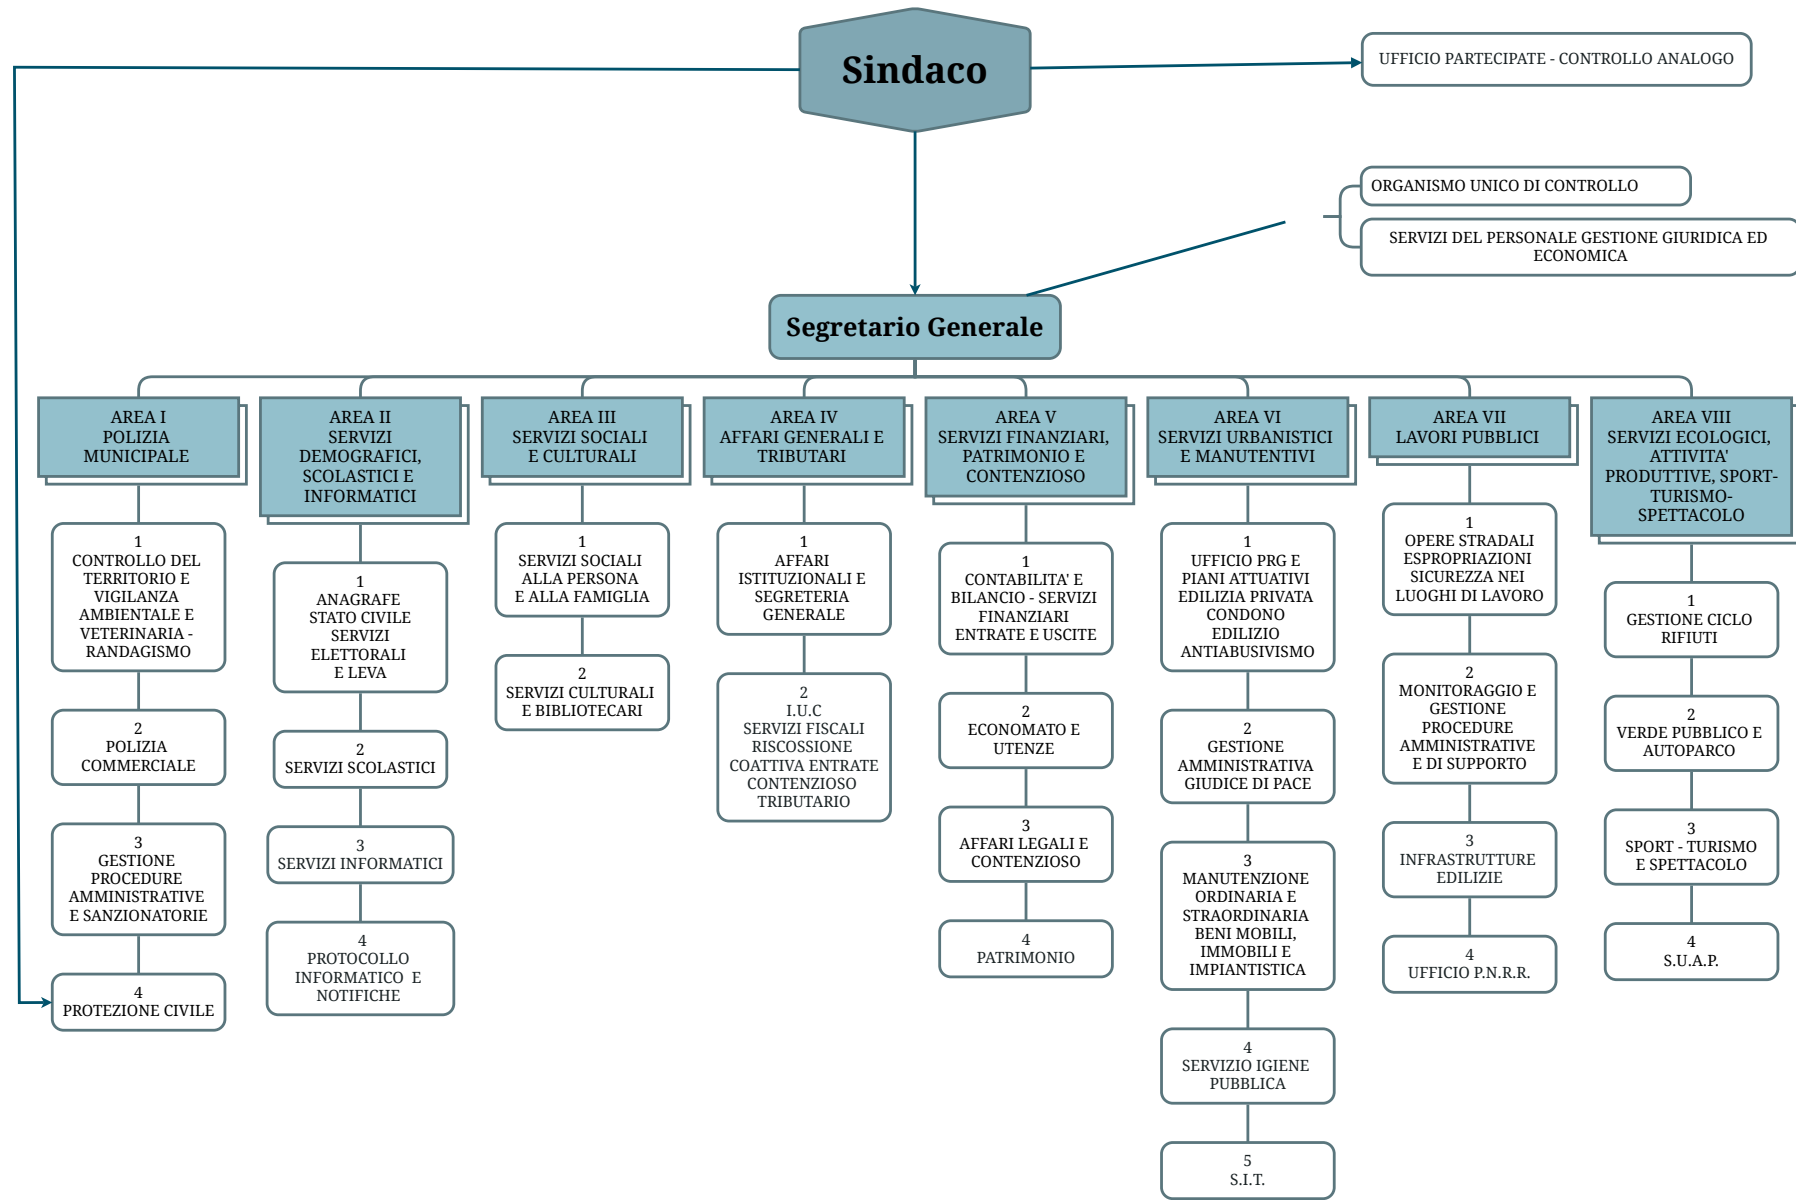 Sindaco
UFFICIO PARTECIPATE - CONTROLLO ANALOGO
ORGANISMO UNICO DI CONTROLLO
SERVIZI DEL PERSONALE GESTIONE GIURIDICA ED
ECONOMICA
Segretario Generale
AREA I
POLIZIA
MUNICIPALE
1
CONTROLLO DEL
TERRITORIO E
VIGILANZA
AMBIENTALE E
VETERINARIA -
RANDAGISMO
2
POLIZIA
COMMERCIALE
3
GESTIONE
PROCEDURE
AMMINISTRATIVE
E SANZIONATORIE
4
PROTEZIONE CIVILE
AREA II
SERVIZI
DEMOGRAFICI,
SCOLASTICI E
INFORMATICI
1
ANAGRAFE
STATO CIVILE
SERVIZI
ELETTORALI
E LEVA
2
SERVIZI SCOLASTICI
3
SERVIZI INFORMATICI
4
PROTOCOLLO
INFORMATICO  E
NOTIFICHE
AREA III
SERVIZI SOCIALI
E CULTURALI
1
SERVIZI SOCIALI
ALLA PERSONA
E ALLA FAMIGLIA
2
SERVIZI CULTURALI
E BIBLIOTECARI
AREA IV
AFFARI GENERALI E
TRIBUTARI
1
AFFARI
ISTITUZIONALI E
SEGRETERIA
GENERALE
2
I.U.C
SERVIZI FISCALI
RISCOSSIONE
COATTIVA ENTRATE
CONTENZIOSO
TRIBUTARIO
AREA V
SERVIZI FINANZIARI,
PATRIMONIO E
CONTENZIOSO
1
CONTABILITA' E
BILANCIO - SERVIZI
FINANZIARI
ENTRATE E USCITE
2
ECONOMATO E
UTENZE
3
AFFARI LEGALI E
CONTENZIOSO
4
PATRIMONIO
AREA VI
SERVIZI URBANISTICI
E MANUTENTIVI
1
UFFICIO PRG E
PIANI ATTUATIVI
EDILIZIA PRIVATA
CONDONO
EDILIZIO
ANTIABUSIVISMO
2
GESTIONE
AMMINISTRATIVA
GIUDICE DI PACE
3
MANUTENZIONE
ORDINARIA E
STRAORDINARIA
BENI MOBILI,
IMMOBILI E
IMPIANTISTICA
4
SERVIZIO IGIENE
PUBBLICA
5
S.I.T.
AREA VII
LAVORI PUBBLICI
1
OPERE STRADALI
ESPROPRIAZIONI
SICUREZZA NEI
LUOGHI DI LAVORO
2
MONITORAGGIO E
GESTIONE
PROCEDURE
AMMINISTRATIVE
E DI SUPPORTO
3
INFRASTRUTTURE
EDILIZIE
4
UFFICIO P.N.R.R.
AREA VIII
SERVIZI ECOLOGICI,
ATTIVITA'
PRODUTTIVE, SPORT-
TURISMO-
SPETTACOLO
1
GESTIONE CICLO
RIFIUTI
2
VERDE PUBBLICO E
AUTOPARCO
3
SPORT - TURISMO
E SPETTACOLO
4
S.U.A.P.